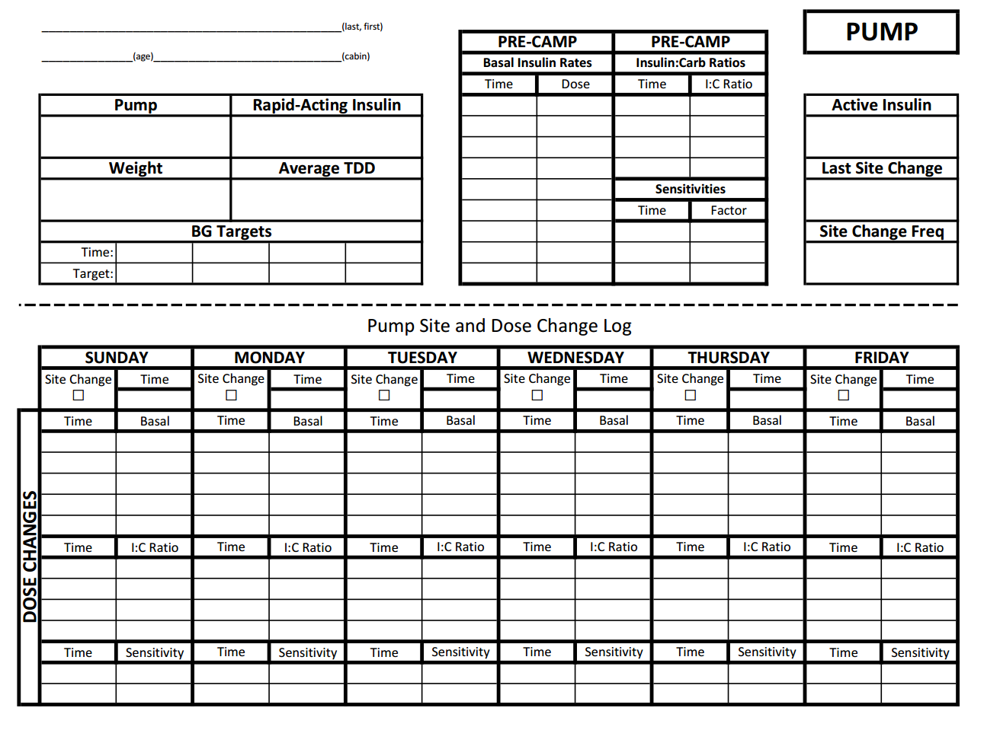 (last, first)
(age) (cabin)
PUMP
Pump Rapid-Acting Insulin
Weight Average TDD
BG Targets
Time:
Target:
PRE-CAMP PRE-CAMP
Basal Insulin Rates Insulin:Carb Ratios
Time Dose Time I:C Ratio
Sensitivities
Time Factor
Active Insulin
Last Site Change
Site Change Freq
Pump Site and Dose Change Log
SUNDAY MONDAY TUESDAY WEDNESDAY THURSDAY FRIDAY
Site Change Time Site Change Time Site Change Time Site Change Time Site Change Time Site Change Time
☐ ☐ ☐ ☐ ☐ ☐
DOSE CHANGES
Time Basal Time Basal Time Basal Time Basal Time Basal Time Basal
Time I:C Ratio Time I:C Ratio Time I:C Ratio Time I:C Ratio Time I:C Ratio Time I:C Ratio
Time Sensitivity Time Sensitivity Time Sensitivity Time Sensitivity Time Sensitivity Time Sensitivity